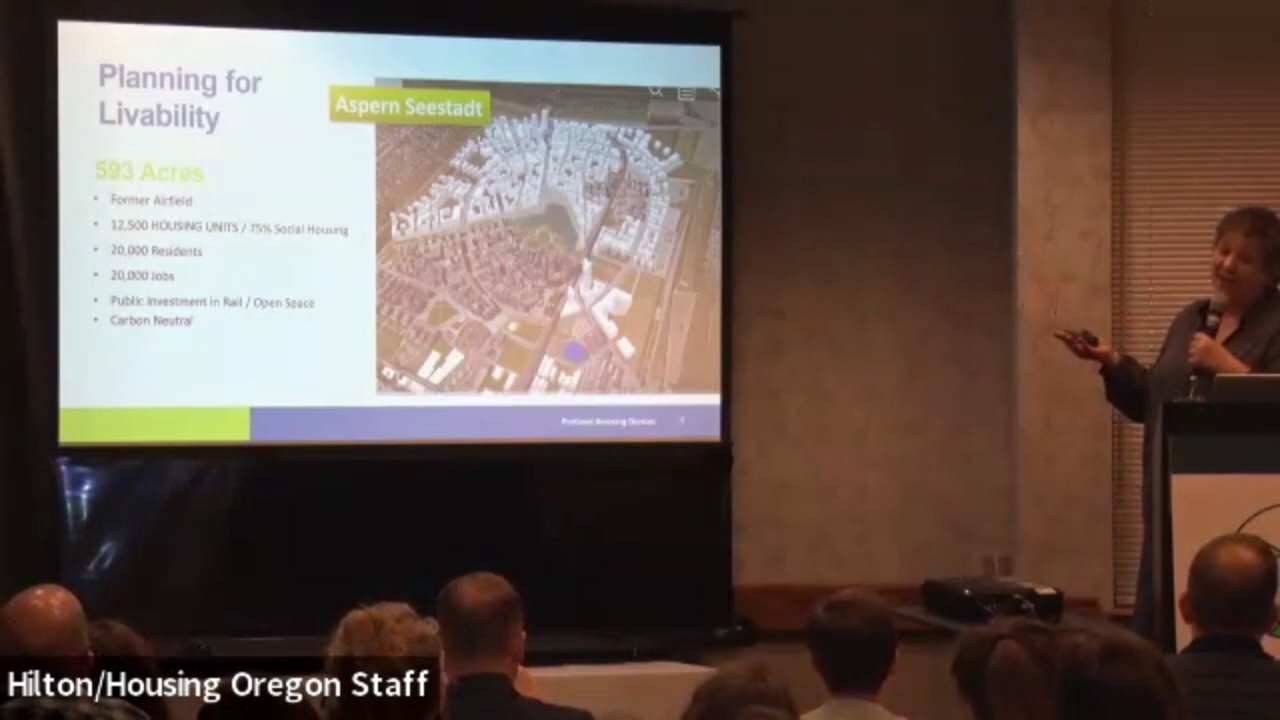 Planning for
Livability
Aspern Seestadt
593 Acres
• Former Airfield
• 12,500 HOUSING UNITS / 75% Social Housing
• 20,000 Residents
• 20,000 Jobs
• Public Investment in Rail / Open Space
• Carbon Neutral
Portland Housing
Hilton/Housing Oregon Staff